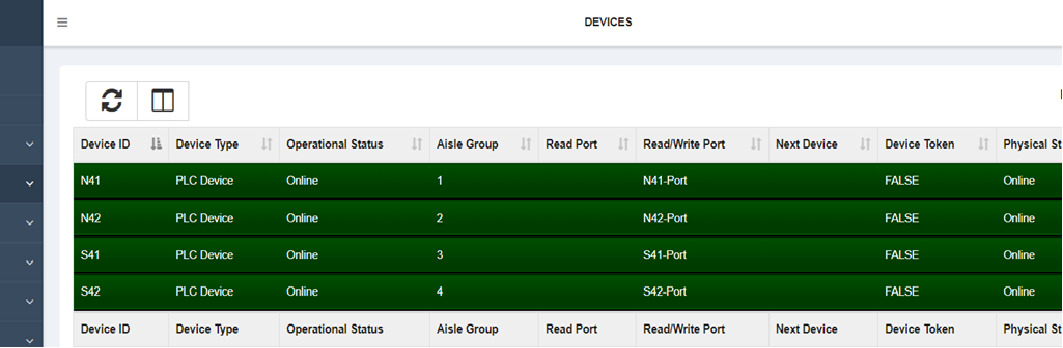 DEVICES
Device ID Device Type Operational Status Aisle Group Read Port Read/Write Port Next Device Device Token Physical St
N41 PLC Device Online 1 N41-Port FALSE Online
N42 PLC Device Online 2 N42-Port FALSE Online
S41 PLC Device Online 3 S41-Port FALSE Online
S42 PLC Device Online 4 S42-Port FALSE Online
Device ID Device Type Operational Status Aisle Group Read Port Read/Write Port Next Device Device Token Physical St